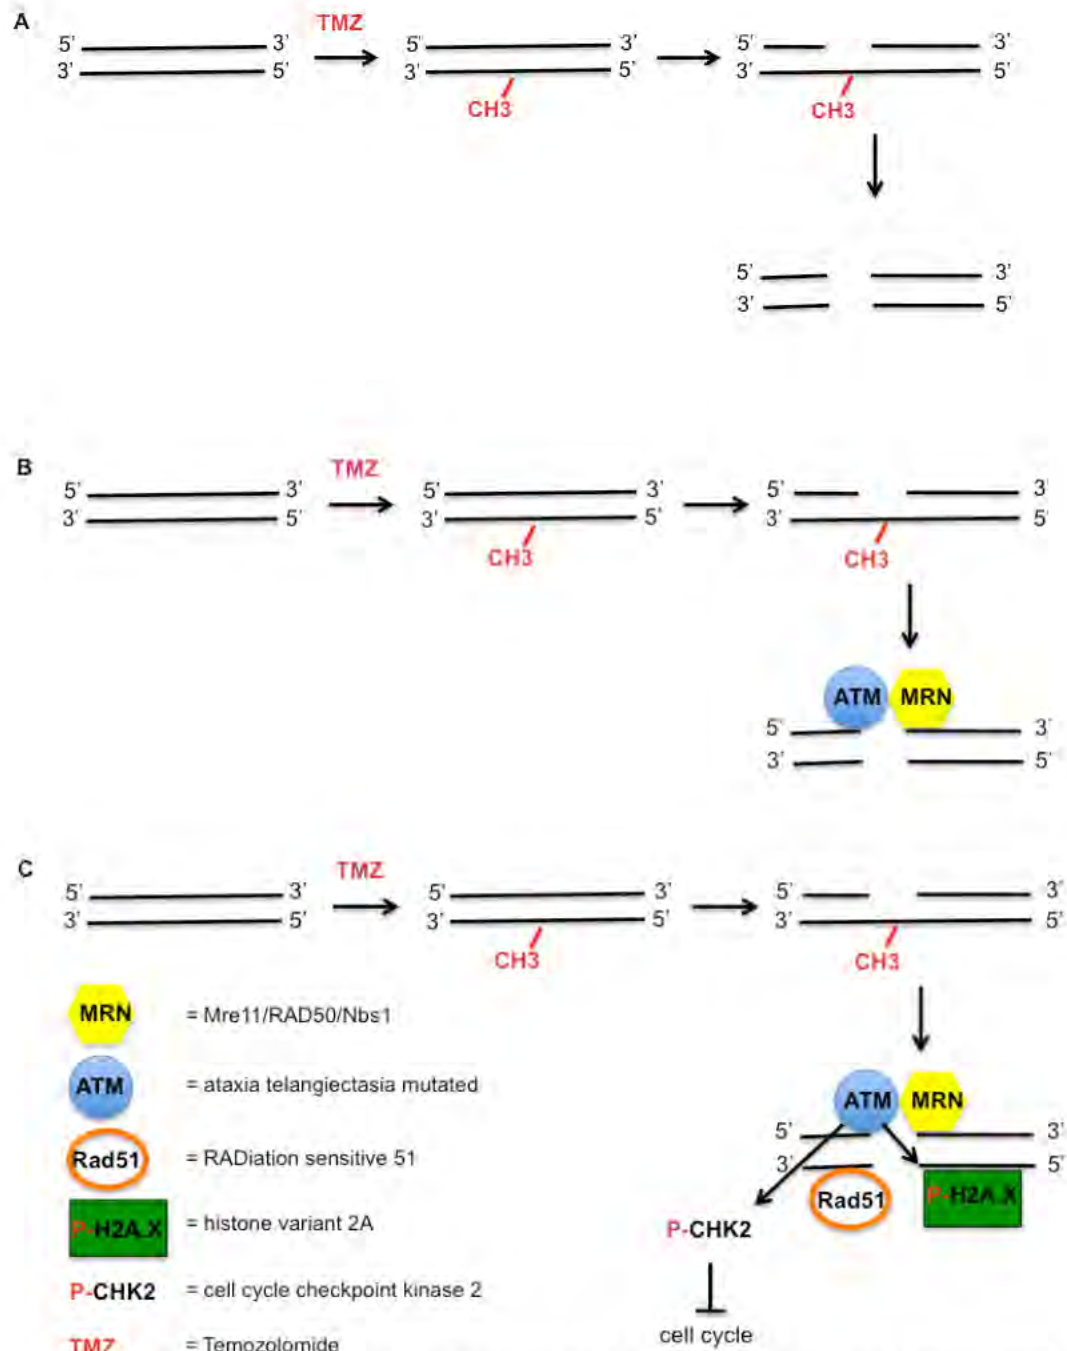 A
TMZ
5' 3' 5' 3' 5' 3'
3' 5' 3' 5' 3' 5'
CH3 CH3
5' 3'
3' 5'
B
TMZ
5' 3' 5' 3' 5' 3'
3' 5' 3' 5' 3' 5'
CH3 CH3
ATM MRN
5' 3'
3' 5'
C
TMZ
5' 3' 5' 3' 5' 3'
3' 5' 3' 5' 3' 5'
CH3 CH3
MRN = Mre11/RAD50/Nbs1
ATM = ataxia telangiectasia mutated
Rad51 = RADiation sensitive 51
P-H2A.X = histone variant 2A
P-CHK2 = cell cycle checkpoint kinase 2
TMZ = Temozolomide
ATM MRN
5' 3'
3' 5'
Rad51 P-H2A.X
P-CHK2
cell cycle